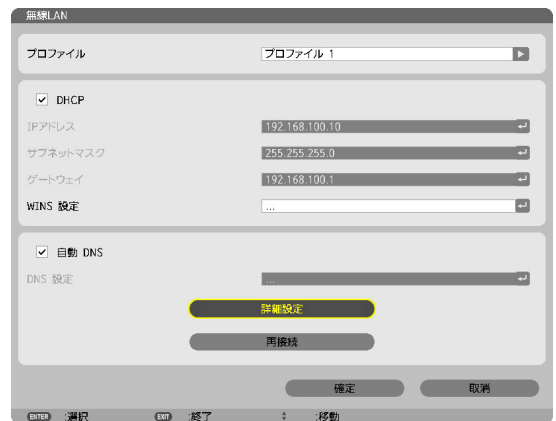 無線LAN
プロファイル プロファイル 1
DHCP
IPアドレス 192.168.100.10
サブネットマスク 255.255.255.0
ゲートウェイ 192.168.100.1
WINS 設定 ...
自動 DNS
DNS 設定 ...
詳細設定
再接続
確定 取消
ENTER :選択 EXIT :終了 :移動